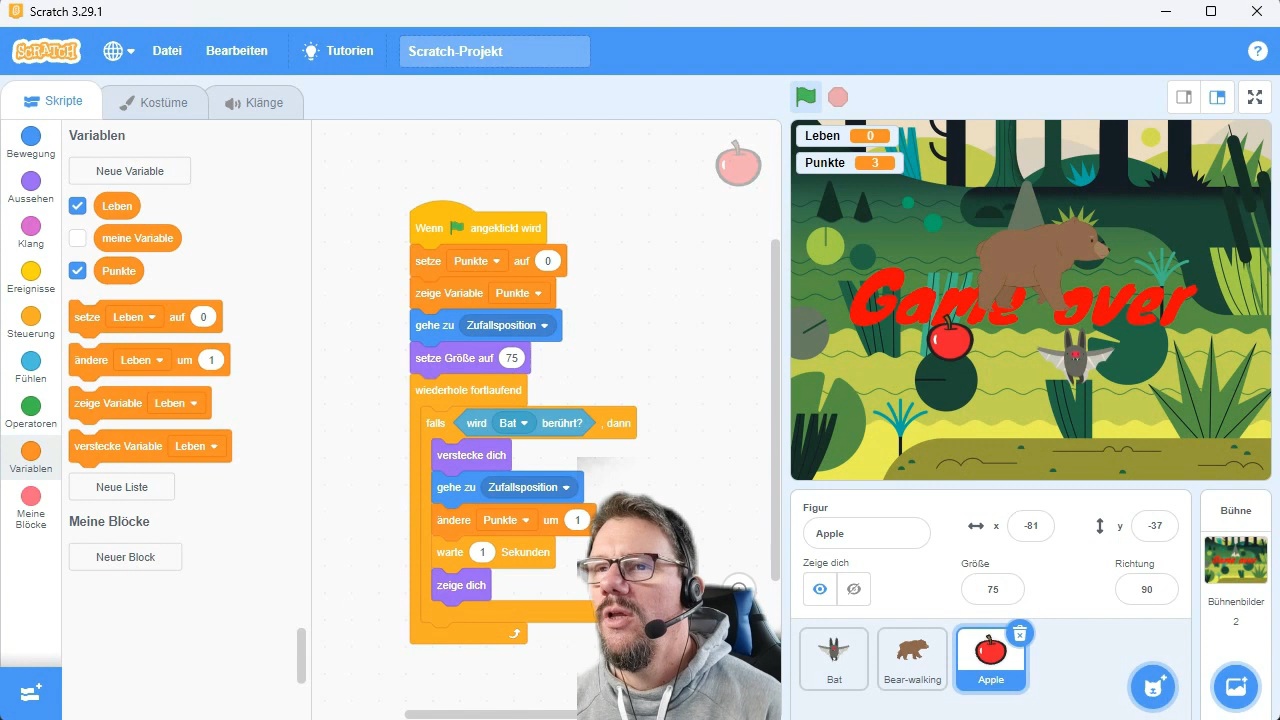 Scratch 3.29.1
SCRATCH
Datei
Bearbeiten
Tutorien
Scratch-Projekt
?
Skripte
Kostüme
Klänge
Bewegung
Aussehen
Klang
Ereignisse
Steuerung
Fühlen
Operatoren
Variablen
Meine
Blöcke
Variablen
Neue Variable
Leben
meine Variable
Punkte
setze Leben auf 0
ändere Leben um 1
zeige Variable Leben
verstecke Variable Leben
Neue Liste
Meine Blöcke
Neuer Block
Wenn angeklickt wird
setze Punkte auf 0
zeige Variable Punkte
gehe zu Zufallsposition
setze Größe auf 75
wiederhole fortlaufend
falls wird Bat berührt? , dann
verstecke dich
gehe zu Zufallsposition
ändere Punkte um 1
warte 1 Sekunden
zeige dich
Leben 0
Punkte 3
Game over
Figur
Apple
x -81
y -37
Zeige dich
Größe
75
Richtung
90
Bat
Bear-walking
Apple
Bühne
Bühnenbilder
2